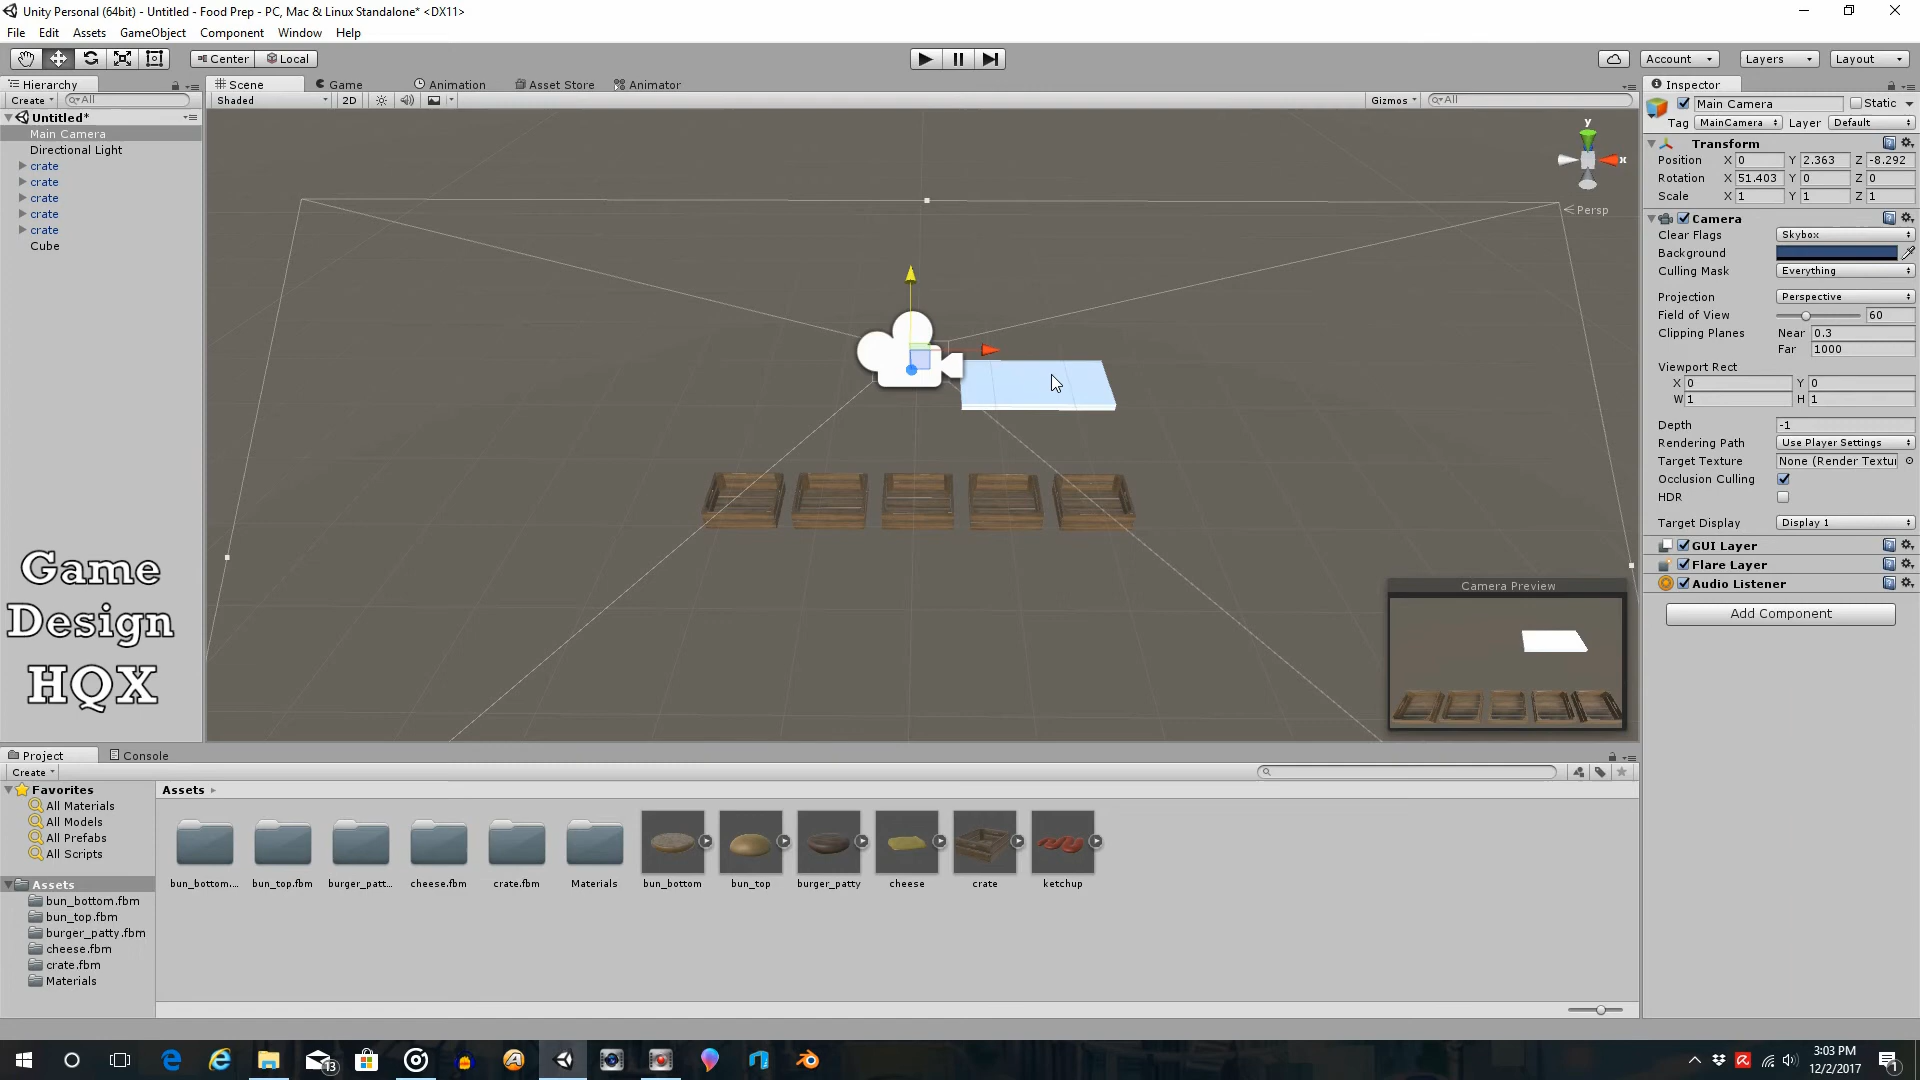 Unity Personal (64bit) - Untitled - Food Prep - PC, Mac & Linux Standalone* <DX11>
File Edit Assets GameObject Component Window Help
Center Local Account Layers Layout
Hierarchy
Create All
Untitled*
Main Camera
Directional Light
crate
crate
crate
crate
crate
Cube
Scene Game Animation Asset Store Animator
Shaded 2D Gizmos All
y
x
Persp
Camera Preview
Game
Design
HQX
Inspector
Main Camera Static
Tag MainCamera Layer Default
Transform
Position X 0 Y 2.363 Z -8.292
Rotation X 51.403 Y 0 Z 0
Scale X 1 Y 1 Z 1
Camera
Clear Flags Skybox
Background
Culling Mask Everything
Projection Perspective
Field of View 60
Clipping Planes Near 0.3
Far 1000
Viewport Rect
X 0 Y 0
W 1 H 1
Depth -1
Rendering Path Use Player Settings
Target Texture None (Render Textu
Occlusion Culling
HDR
Target Display Display 1
GUI Layer
Flare Layer
Audio Listener
Add Component
Project Console
Create
Favorites
All Materials
All Models
All Prefabs
All Scripts
Assets
bun_bottom.fbm
bun_top.fbm
burger_patty.fbm
cheese.fbm
crate.fbm
Materials
Assets
bun_bottom.... bun_top.fbm burger_patt... cheese.fbm crate.fbm Materials bun_bottom bun_top burger_patty cheese crate ketchup
13
3:03 PM
12/2/2017
1